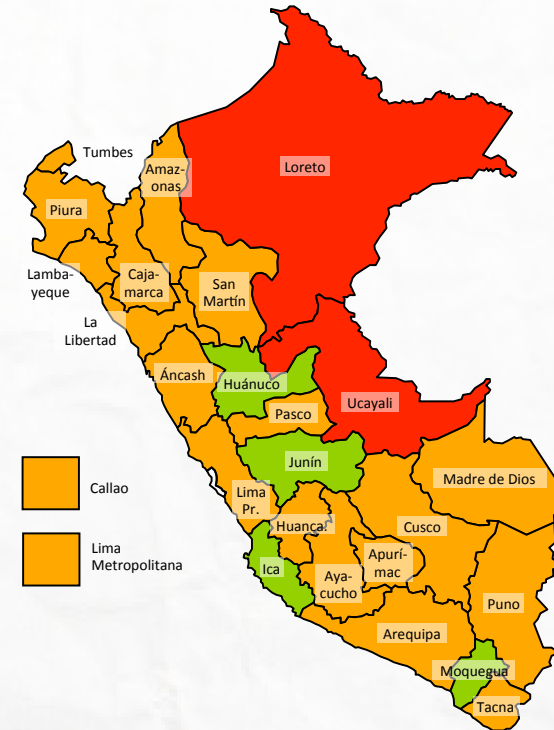 Tumbes
Amaz-
onas
Loreto
Piura
Lamba-
yeque
Caja-
marca
San
Martín
La
Libertad
Áncash
Huánuco
Pasco
Ucayali
Junín
Madre de Dios
Callao
Lima
Pr.
Huanca.
Cusco
Lima
Metropolitana
Ica
Aya-
cucho
Apurí-
mac
Puno
Arequipa
Moquegua
Tacna